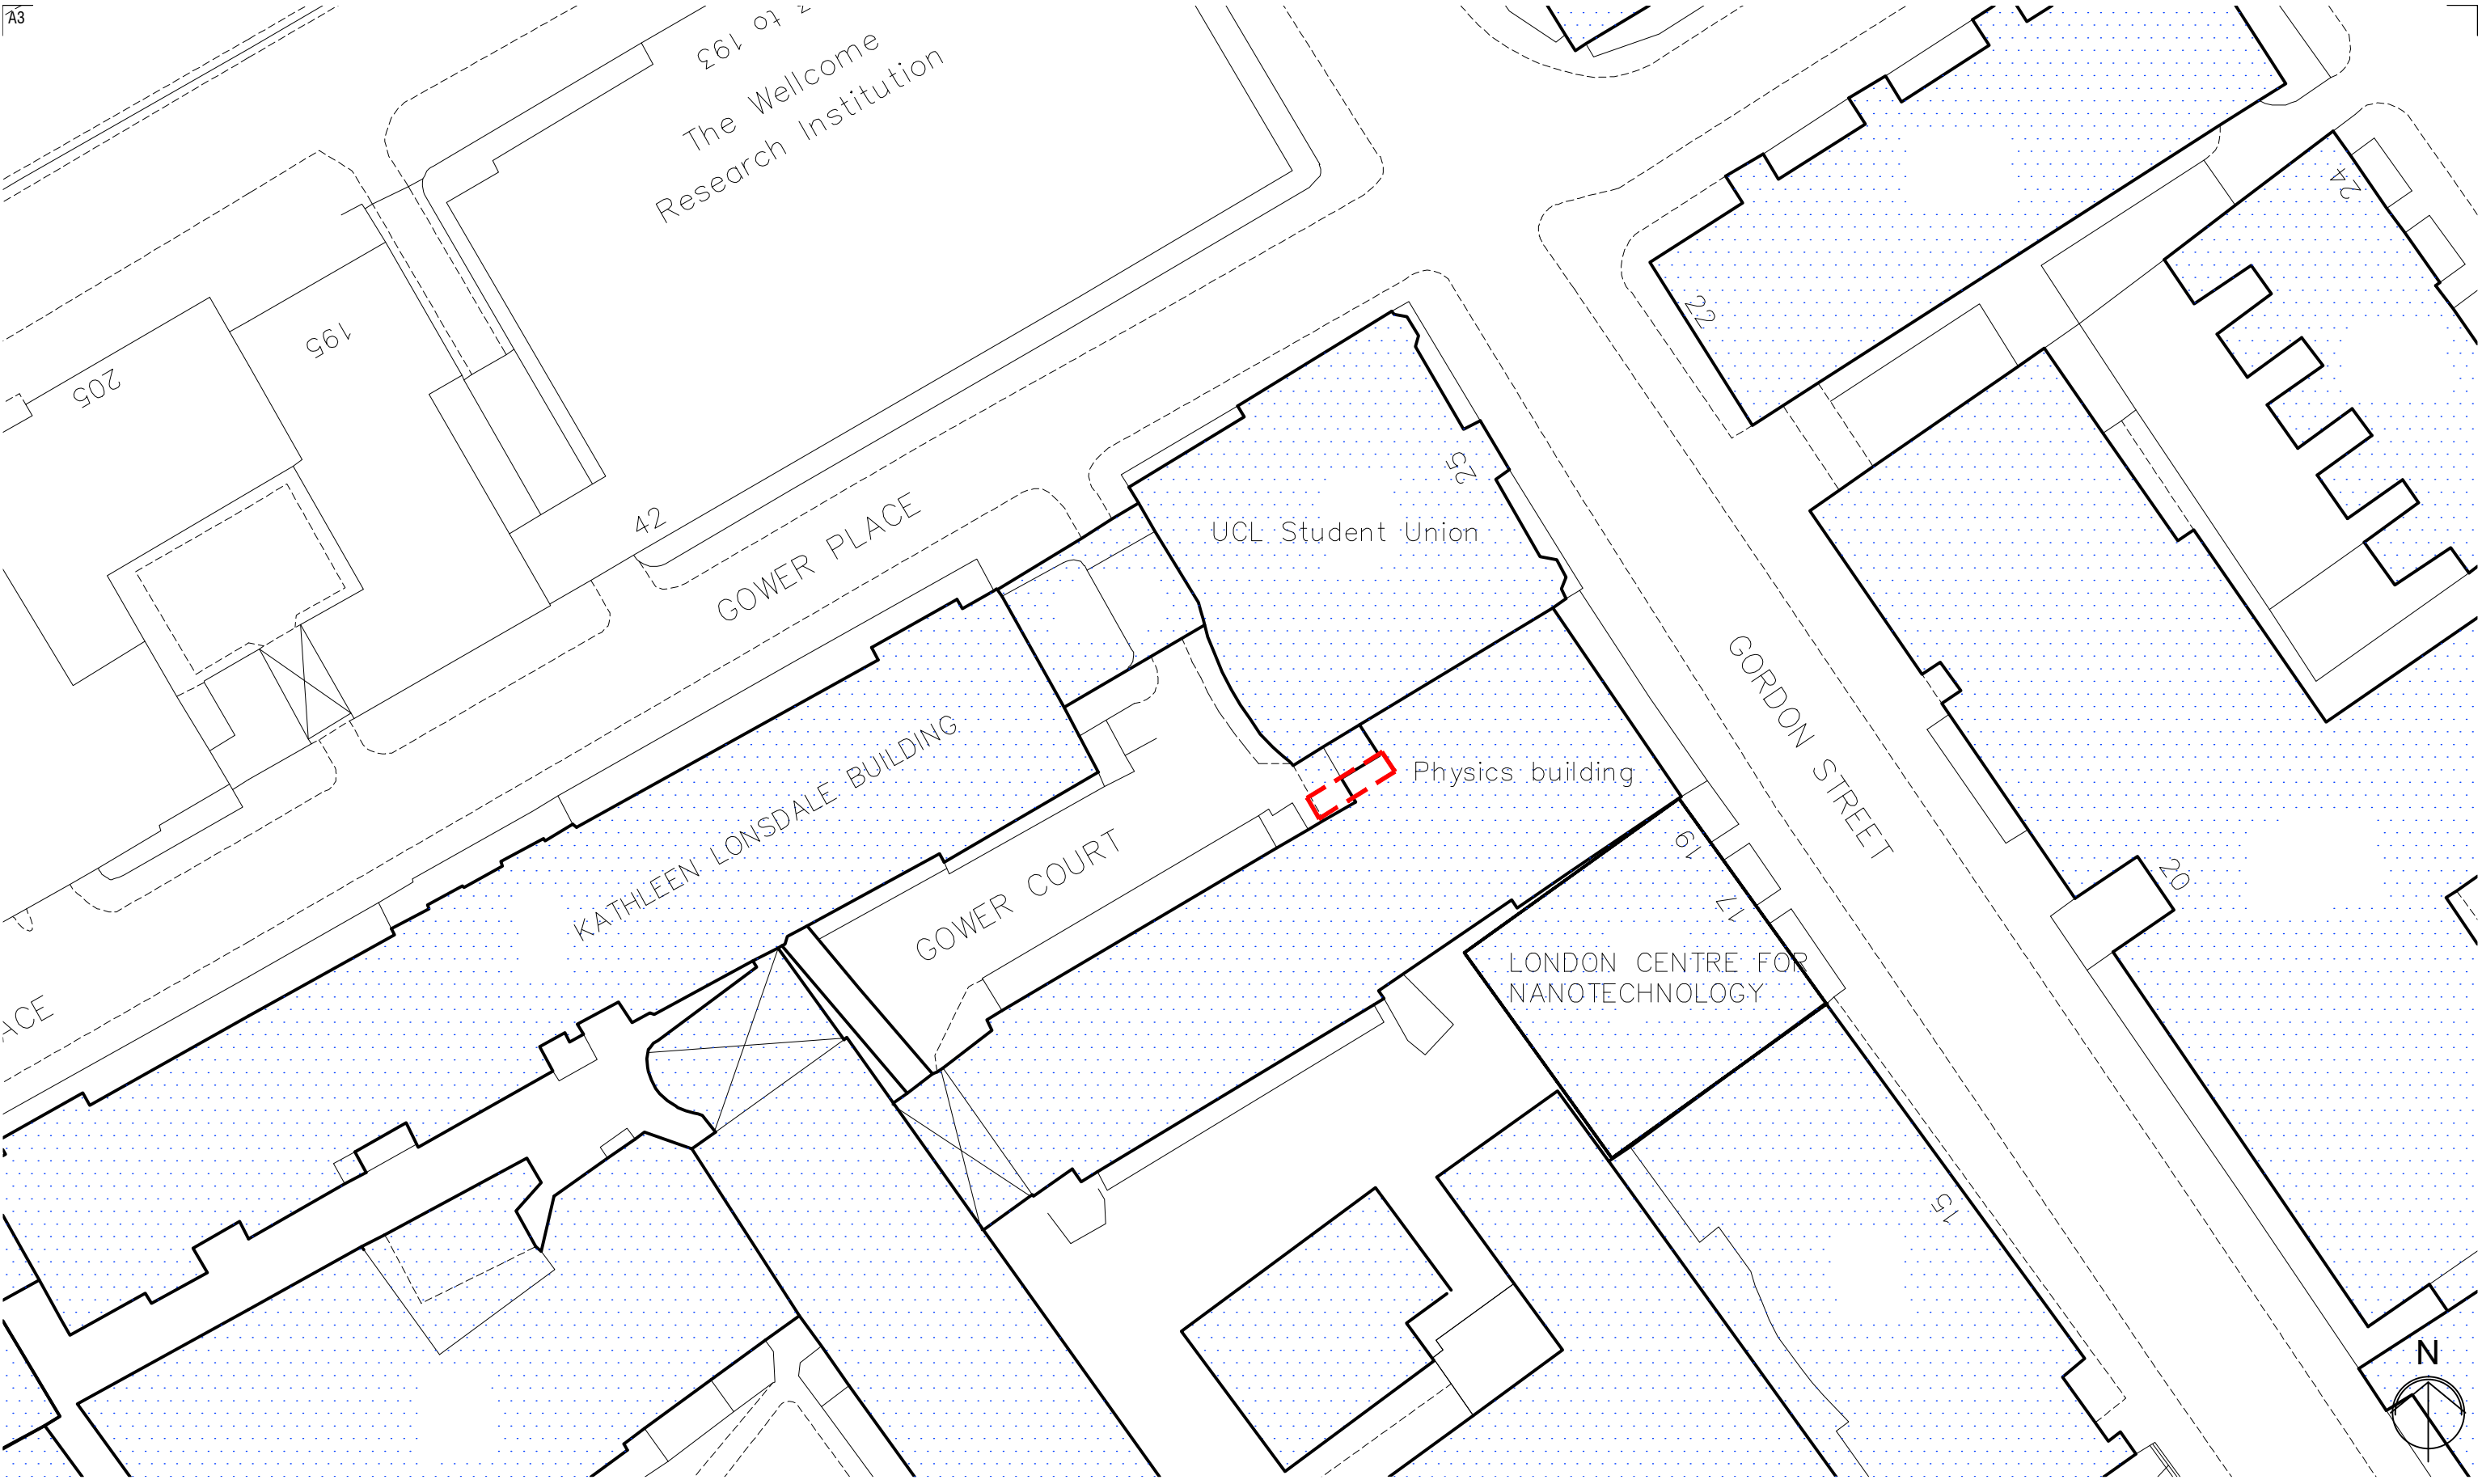 A3
to 193
The Wellcome
Research Institution
195
205
22
24
25
42
GOWER PLACE
UCL Student Union
GORDON STREET
KATHLEEN LONSDALE BUILDING
Physics building
GOWER COURT
19
17
20
LONDON CENTRE FOR
NANOTECHNOLOGY
ACE
15
N